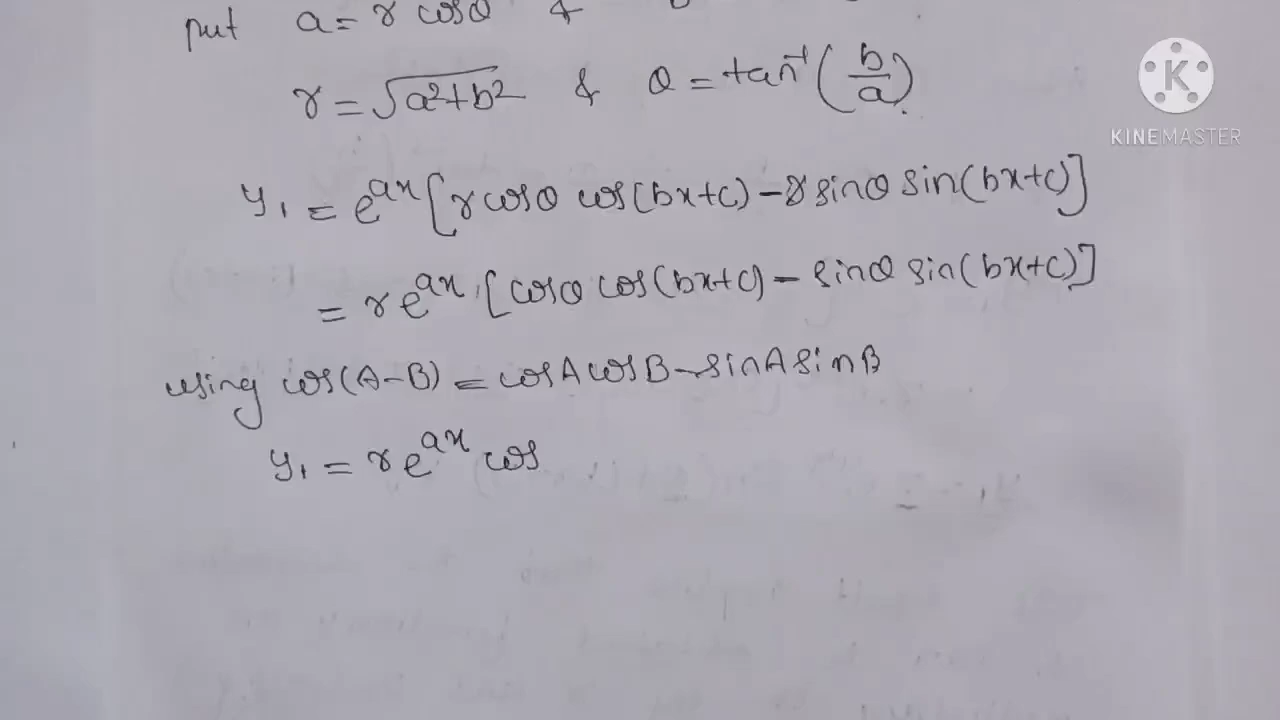 put a = r cosθ &
r = √a²+b² & θ = tan⁻¹(b/a)
K
KINEMASTER
y₁ = e^ax [r cosθ cos(bx+c) - r sinθ sin(bx+c)]
= r e^ax [cosθ cos(bx+c) - sinθ sin(bx+c)]
using cos(A-B) = cosA cosB - sinA sinB
y₁ = r e^ax cos